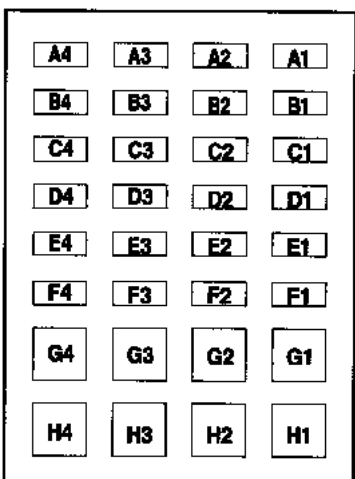 A4 A3 A2 A1
B4 B3 B2 B1
C4 C3 C2 C1
D4 D3 D2 D1
E4 E3 E2 E1
F4 F3 F2 F1
G4 G3 G2 G1
H4 H3 H2 H1